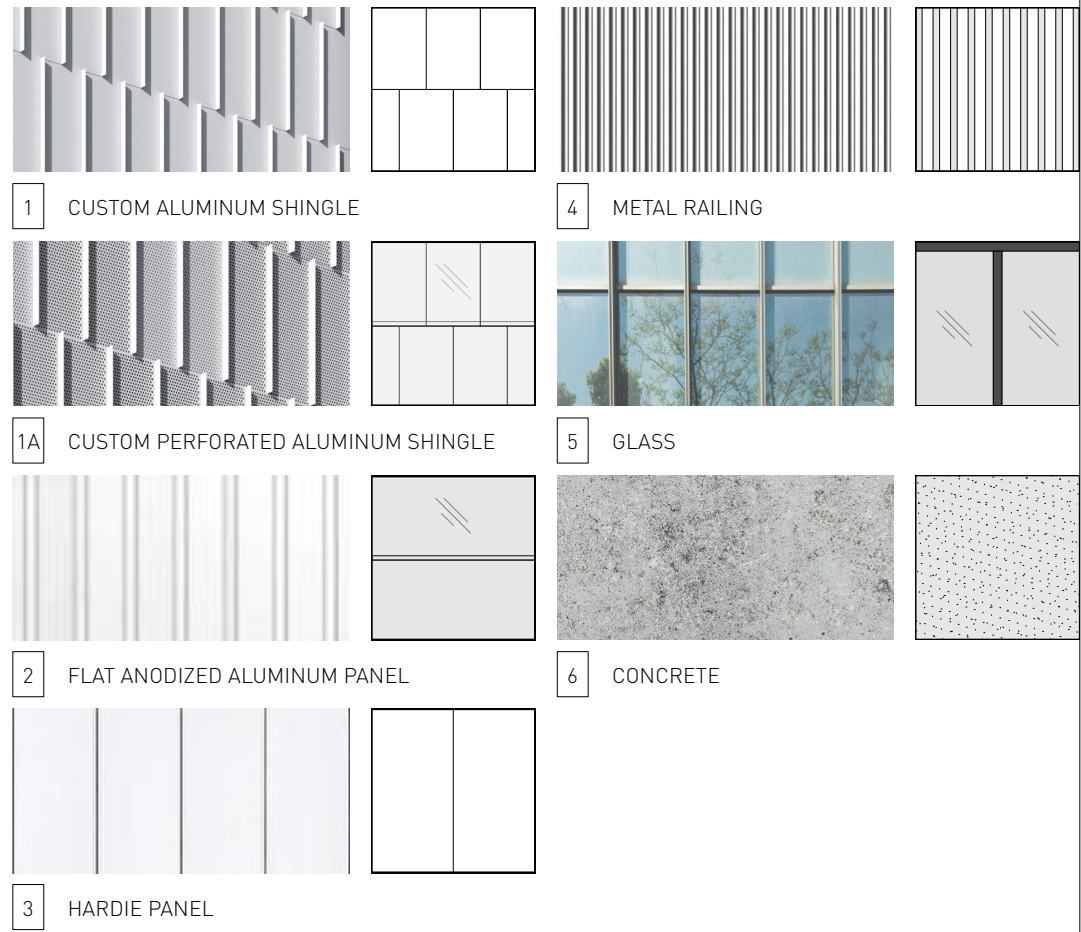 1 CUSTOM ALUMINUM SHINGLE
4 METAL RAILING
1A CUSTOM PERFORATED ALUMINUM SHINGLE
5 GLASS
2 FLAT ANODIZED ALUMINUM PANEL
6 CONCRETE
3 HARDIE PANEL